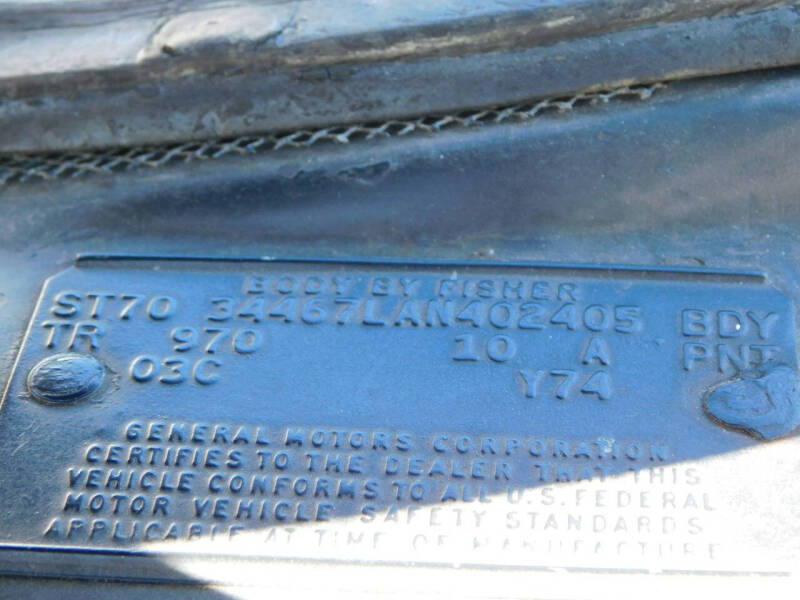 BODY BY FISHER
ST70 34467LAN402405 BDY
TR 970 10 A PNT
03C Y74
GENERAL MOTORS CORPORATION
CERTIFIES TO THE DEALER THAT THIS
VEHICLE CONFORMS TO ALL U.S. FEDERAL
MOTOR VEHICLE SAFETY STANDARDS
APPLICABLE AT TIME OF MANUFACTURE